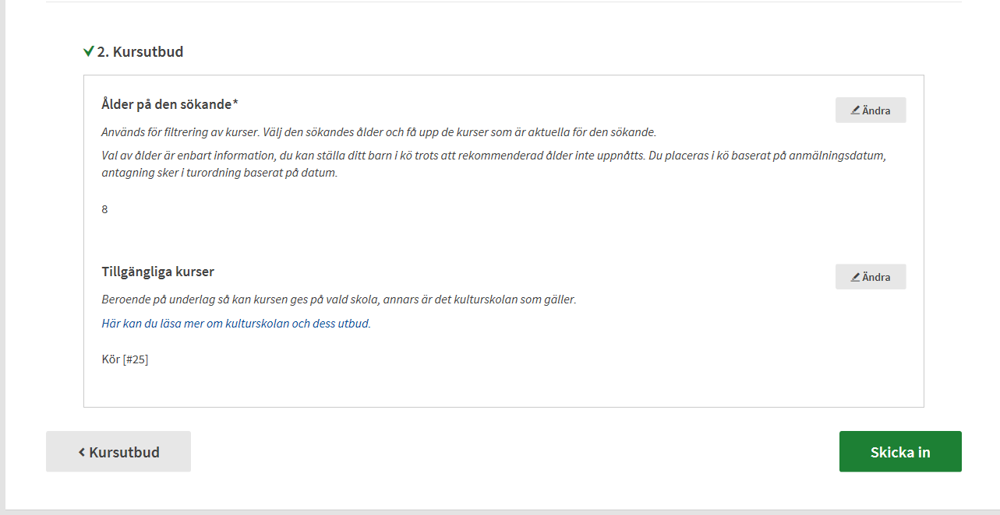 2. Kursutbud
Ålder på den sökande*
Ändra
Används för filtrering av kurser. Välj den sökandes ålder och få upp de kurser som är aktuella för den sökande.
Val av ålder är enbart information, du kan ställa ditt barn i kö trots att rekommenderad ålder inte uppnåtts. Du placeras i kö baserat på anmälningsdatum,
antagning sker i turordning baserat på datum.
8
Tillgängliga kurser
Ändra
Beroende på underlag så kan kursen ges på vald skola, annars är det kulturskolan som gäller.
Här kan du läsa mer om kulturskolan och dess utbud.
Kör [#25]
Kursutbud
Skicka in